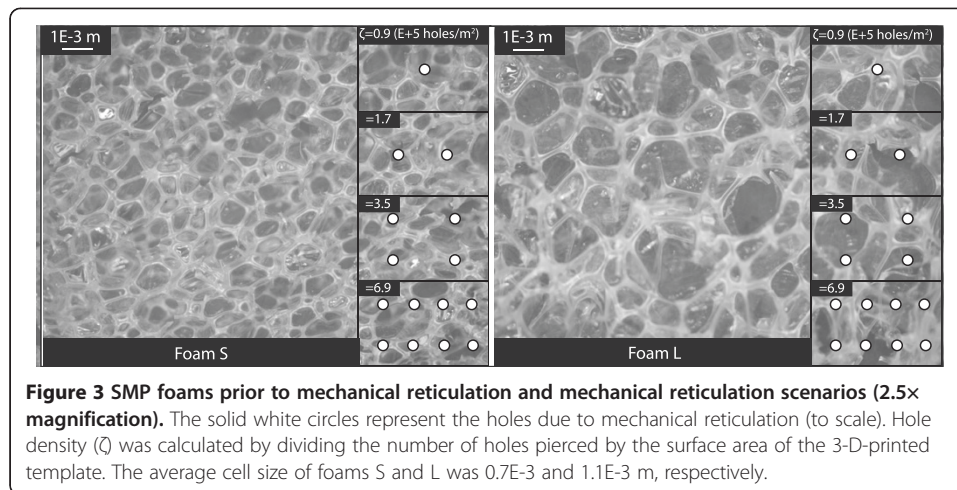 1E-3 m
ζ=0.9 (E+5 holes/m²)
=1.7
=3.5
=6.9
Foam S
1E-3 m
ζ=0.9 (E+5 holes/m²)
=1.7
=3.5
=6.9
Foam L
Figure 3 SMP foams prior to mechanical reticulation and mechanical reticulation scenarios (2.5×
magnification). The solid white circles represent the holes due to mechanical reticulation (to scale). Hole
density (ζ) was calculated by dividing the number of holes pierced by the surface area of the 3-D-printed
template. The average cell size of foams S and L was 0.7E-3 and 1.1E-3 m, respectively.